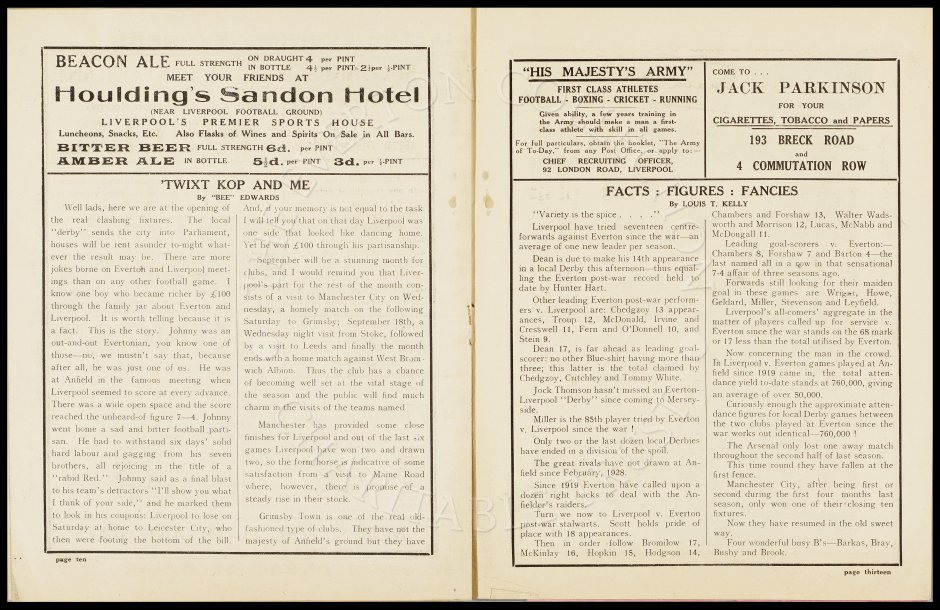 BEACON ALE FULL STRENGTH ON DRAUGHT 4 per PINT
IN BOTTLE 4½ per PINT 2½ per ½-PINT
MEET YOUR FRIENDS AT
Houlding's Sandon Hotel
(NEAR LIVERPOOL FOOTBALL GROUND)
LIVERPOOL'S PREMIER SPORTS HOUSE
Luncheons, Snacks, Etc. Also Flasks of Wines and Spirits On Sale in All Bars.
BITTER BEER FULL STRENGTH 6d. per PINT
AMBER ALE IN BOTTLE 5½d. per PINT 3d. per ½-PINT
'TWIXT KOP AND ME
By "BEE" EDWARDS
Well lads, here we are at the opening of
the real clashing fixtures. The local
"derby" sends the city into Parliament,
houses will be rent asunder to-night what-
ever the result may be. There are more
jokes borne on Everton and Liverpool meet-
ings than on any other football game. I
know one boy who became richer by £100
through the family jar about Everton and
Liverpool. It is worth telling because it is
a fact. This is the story. Johnny was an
out-and-out Evertonian, you know one of
those—no, we mustn't say that, because
after all, he was just one of us. He was
at Anfield in the famous meeting when
Liverpool seemed to score at every advance.
There was a wide open space and the score
reached the unheard-of figure 7—4. Johnny
went home a sad and bitter football parti-
san. He had to withstand six days' solid
hard labour and gagging from his seven
brothers, all rejoicing in the title of a
"rabid Red." Johnny said as a final blast
to his team's detractors "I'll show you what
I think of your side," and he marked them
to look in his coupons: Liverpool to lose on
Saturday at home to Leicester City, who
then were footing the bottom of the bill.
And, if your memory is not equal to the task
I will tell you that on that day Liverpool was
one side that looked like dancing home.
Yet he won £100 through his partisanship.
September will be a stunning month for
clubs, and I would remind you that Liver-
pool's part for the rest of the month con-
sists of a visit to Manchester City on Wed-
nesday, a homely match on the following
Saturday to Grimsby; September 18th, a
Wednesday night visit from Stoke, followed
by a visit to Leeds and finally the month
ends with a home match against West Brom-
wich Albion. Thus the club has a chance
of becoming well set at the vital stage of
the season and the public will find much
charm in the visits of the teams named
Manchester has provided some close
finishes for Liverpool and out of the last six
games Liverpool have won two and drawn
two, so the form horse is indicative of some
satisfaction from a visit to Maine Road
where, however, there is promise of a
steady rise in their stock.
Grimsby Town is one of the real old-
fashioned type of clubs. They have not the
majesty of Anfield's ground but they have
page ten
"HIS MAJESTY'S ARMY"
FIRST CLASS ATHLETES
FOOTBALL - BOXING - CRICKET - RUNNING
Given ability, a few years training in
the Army should make a man a first-
class athlete with skill in all games.
For full particulars, obtain the booklet, "The Army
of To-Day," from any Post Office, or apply to:—
CHIEF RECRUITING OFFICER,
92 LONDON ROAD, LIVERPOOL
COME TO . . .
JACK PARKINSON
FOR YOUR
CIGARETTES, TOBACCO and PAPERS
193 BRECK ROAD
and
4 COMMUTATION ROW
FACTS : FIGURES : FANCIES
By LOUIS T. KELLY
"Variety is the spice . . . ."
Liverpool have tried seventeen centre-
forwards against Everton since the war—an
average of one new leader per season.
Dean is due to make his 14th appearance
in a local Derby this afternoon—thus equal-
ling the Everton post-war record held to
date by Hunter Hart.
Other leading Everton post-war perform-
ers v. Liverpool are: Chedgzoy 13 appear-
ances, Troup 12, McDonald, Irvine and
Cresswell 11, Fern and O'Donnell 10, and
Stein 9.
Dean 17, is far ahead as leading goal-
scorer: no other Blue-shirt having more than
three; this latter is the total claimed by
Chedgzoy, Critchley and Tommy White.
Jock Thomson hasn't missed an Everton-
Liverpool "Derby" since coming to Mersey-
side.
Miller is the 85th player tried by Everton
v. Liverpool since the war !
Only two or the last dozen local Derbies
have ended in a division of the spoil.
The great rivals have not drawn at An-
field since February, 1928.
Since 1919 Everton have called upon a
dozen right backs to deal with the An-
fielder's raiders.
Turn we now to Liverpool v. Everton
post-war stalwarts. Scott holds pride of
place with 18 appearances.
Then in order follow Bromilow 17,
McKinlay 16, Hopkin 15, Hodgson 14,
Chambers and Forshaw 13, Walter Wads-
worth and Morrison 12, Lucas, McNabb and
McDougall 11.
Leading goal-scorers v. Everton:—
Chambers 8, Forshaw 7 and Barton 4—the
last named all in a row in that sensational
7-4 affair of three seasons ago.
Forwards still looking for their maiden
goal in these games are Wright, Howe,
Geldard, Miller, Stevenson and Leyfield.
Liverpool's all-comers' aggregate in the
matter of players called up for service v.
Everton since the war stands on the 68 mark
or 17 less than the total utilised by Everton.
Now concerning the man in the crowd.
In Liverpool v. Everton games played at An-
field since 1919 came in, the total atten-
dance yield to-date stands at 760,000, giving
an average of over 50,000.
Curiously enough the approximate atten-
dance figures for local Derby games between
the two clubs played at Everton since the
war works out identical—760,000 !
The Arsenal only lost one away match
throughout the second half of last season.
This time round they have fallen at the
first fence.
Manchester City, after being first or
second during the first four months last
season, only won one of their closing ten
fixtures.
Now they have resumed in the old sweet
way.
Four wonderful busy B's—Barkas, Bray,
Busby and Brook.
page thirteen